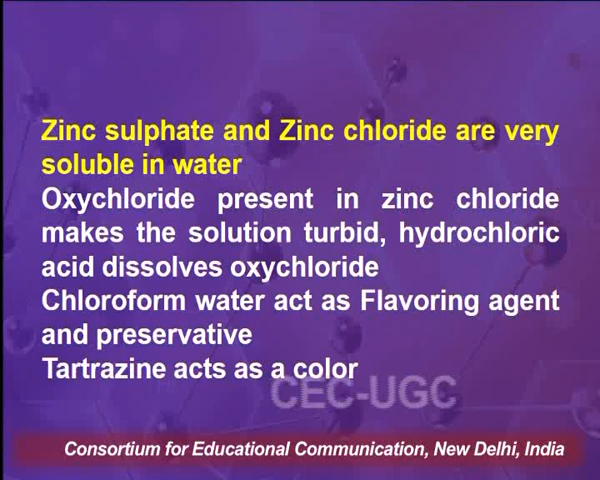 Zinc sulphate and Zinc chloride are very
soluble in water
Oxychloride present in zinc chloride
makes the solution turbid, hydrochloric
acid dissolves oxychloride
Chloroform water act as Flavoring agent
and preservative
Tartrazine acts as a color
CEC-UGC
Consortium for Educational Communication, New Delhi, India